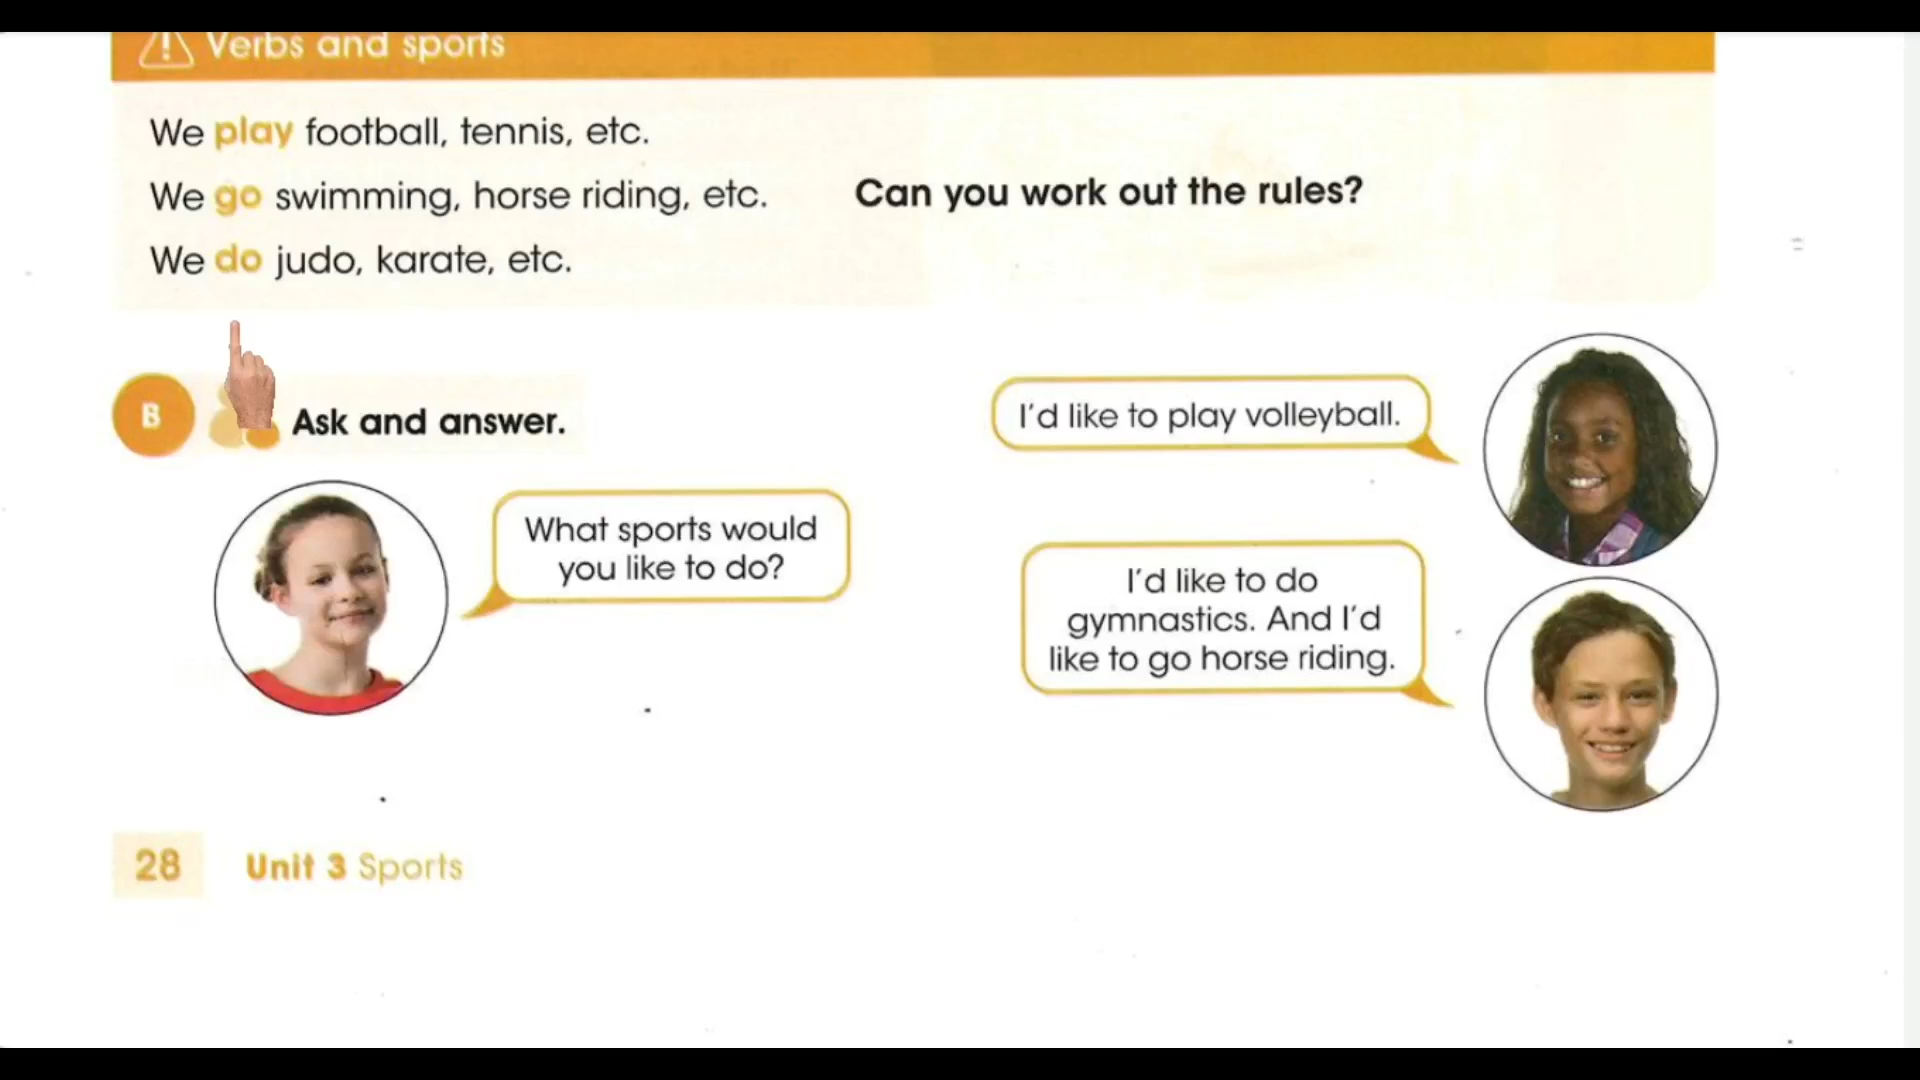 Verbs and sports
We play football, tennis, etc.
We go swimming, horse riding, etc.
Can you work out the rules?
We do judo, karate, etc.
B
Ask and answer.
I'd like to play volleyball.
What sports would
you like to do?
I'd like to do
gymnastics. And I'd
like to go horse riding.
28
Unit 3 Sports